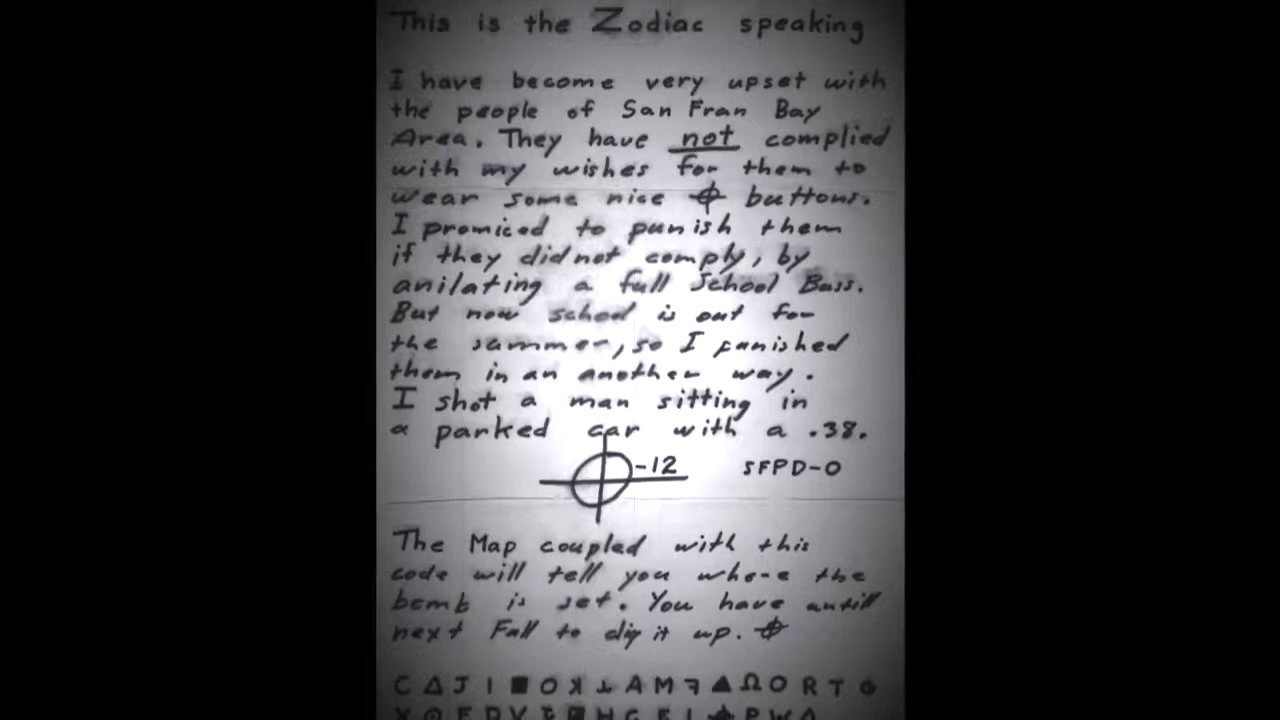 This is the Zodiac speaking
I have become very upset with
the people of San Fran Bay
Area. They have not complied
with my wishes for them to
wear some nice ⌖ buttons.
I promiced to punish them
if they did not comply, by
anilating a full School Buss.
But now school is out for
the summer, so I punished
them in an another way.
I shot a man sitting in
a parked car with a .38.
⌖-12 SFPD-0
The Map coupled with this
code will tell you where the
bomb is set. You have untill
next Fall to dig it up. ⌖
C Δ J I ■ O ꓘ ⅄ A M ꟻ ▲ Ω O R T